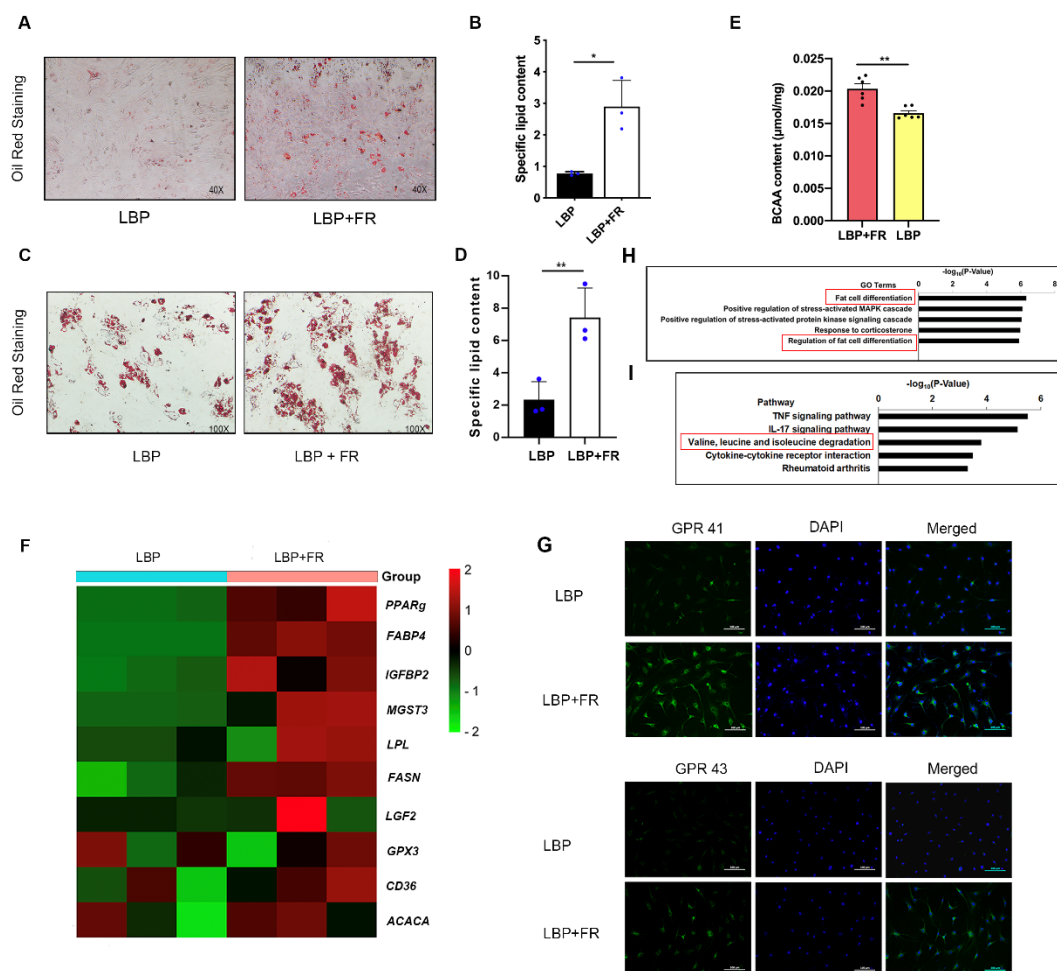 A
Oil Red Staining
40X
40X
LBP
LBP+FR
B
Specific lipid content
5
4
3
2
1
0
*
LBP
LBP+FR
C
Oil Red Staining
100X
100X
LBP
LBP + FR
D
Specific lipid content
10
8
6
4
2
0
**
LBP
LBP+FR
E
BCAA content (μmol/mg)
0.025
0.020
0.015
0.010
0.005
0.000
**
LBP+FR
LBP
H
-log10(P-Value)
GO Terms
0
2
4
6
8
Fat cell differentiation
Positive regulation of stress-activated MAPK cascade
Positive regulation of stress-activated protein kinase signaling cascade
Response to corticosterone
Regulation of fat cell differentiation
I
-log10(P-Value)
Pathway
0
2
4
6
TNF signaling pathway
IL-17 signaling pathway
Valine, leucine and isoleucine degradation
Cytokine-cytokine receptor interaction
Rheumatoid arthritis
F
LBP
LBP+FR
Group
PPARg
FABP4
IGFBP2
MGST3
LPL
FASN
LGF2
GPX3
CD36
ACACA
2
1
0
- 1
- 2
G
GPR 41
DAPI
Merged
LBP
LBP+FR
GPR 43
DAPI
Merged
LBP
LBP+FR